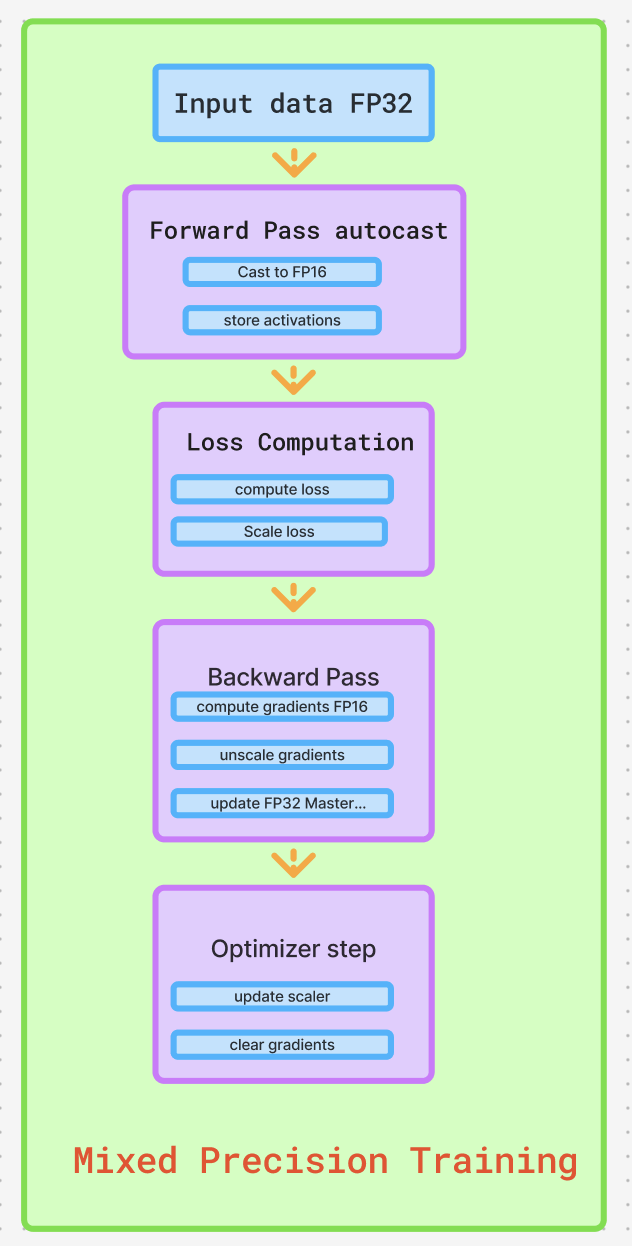 Input data FP32
Forward Pass autocast
Cast to FP16
store activations
Loss Computation
compute loss
Scale loss
Backward Pass
compute gradients FP16
unscale gradients
update FP32 Master...
Optimizer step
update scaler
clear gradients
Mixed Precision Training